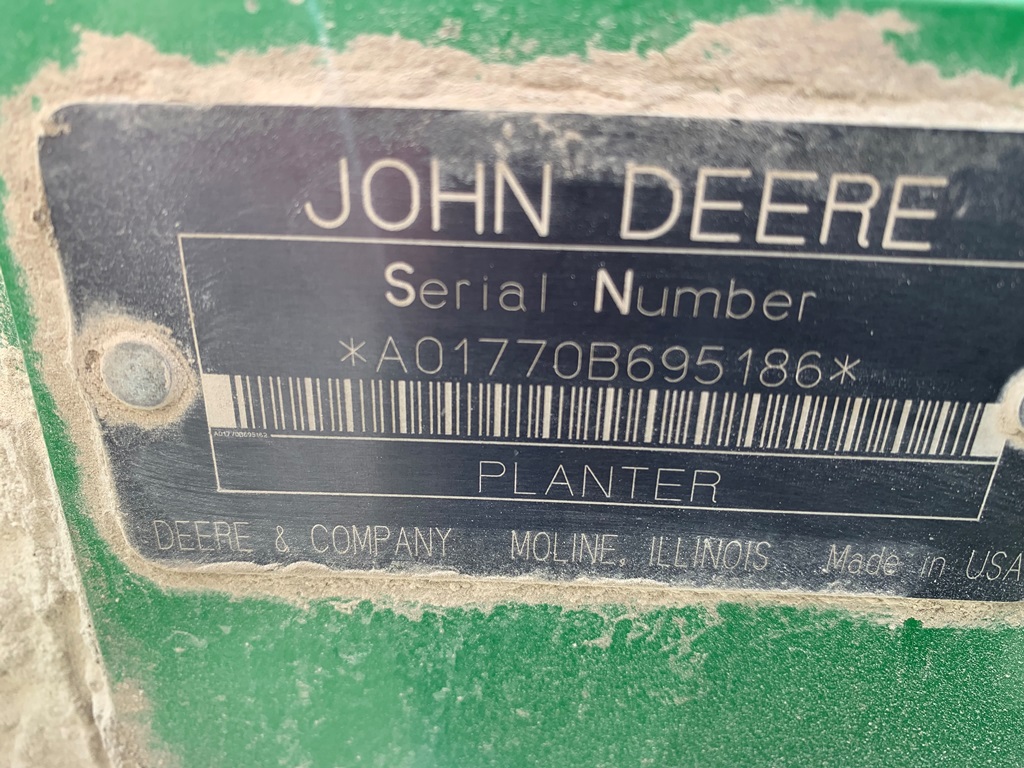 JOHN DEERE
Serial Number
*A01770B695186*
PLANTER
DEERE & COMPANY MOLINE, ILLINOIS Made in USA